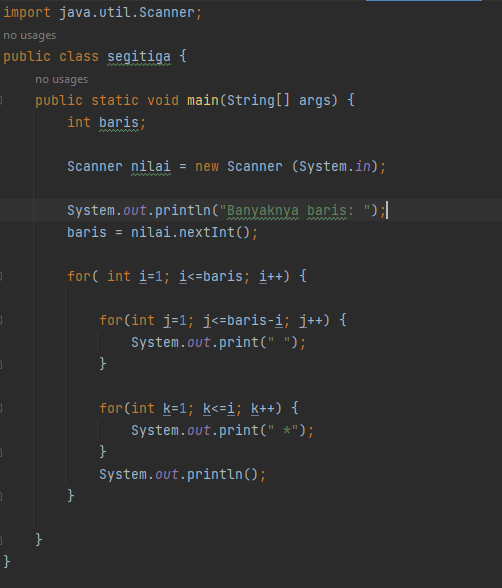 import java.util.Scanner;
no usages
public class segitiga {
no usages
public static void main(String[] args) {
int baris;
Scanner nilai = new Scanner (System.in);
System.out.println("Banyaknya baris: ");
baris = nilai.nextInt();
for( int i=1; i<=baris; i++) {
for(int j=1; j<=baris-i; j++) {
System.out.print(" ");
}
for(int k=1; k<=i; k++) {
System.out.print(" *");
}
System.out.println();
}
}
}